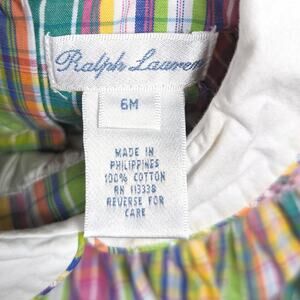 Ralph Lauren
6M
MADE IN
PHILIPPINES
100% COTTON
RN 113338
REVERSE FOR
CARE